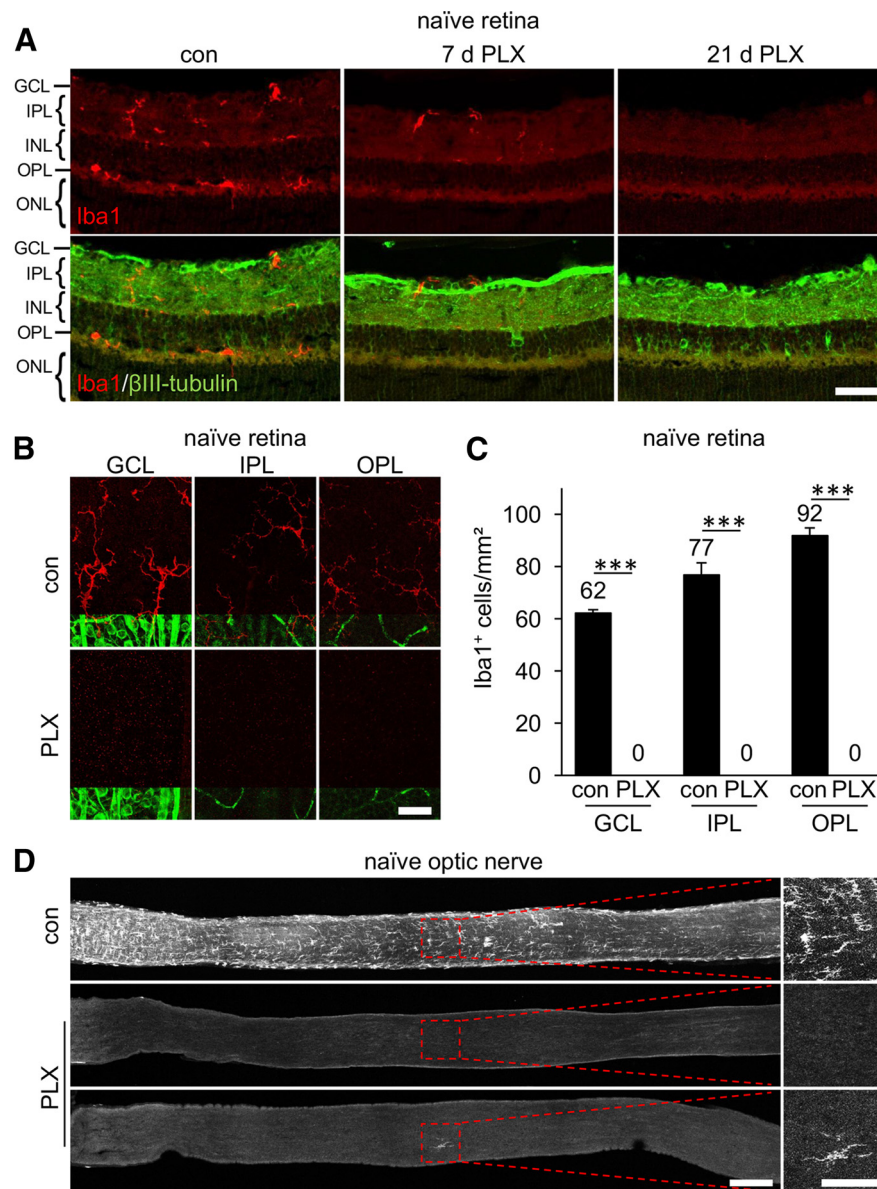 A
naïve retina
con
7 d PLX
21 d PLX
GCL
IPL
INL
OPL
ONL
Iba1
GCL
IPL
INL
OPL
ONL
Iba1/βIII-tubulin
B
naïve retina
GCL
IPL
OPL
con
PLX
C
naïve retina
Iba1⁺ cells/mm²
100
80
60
40
20
0
62
***
0
77
***
0
92
***
0
con PLX
con PLX
con PLX
GCL
IPL
OPL
D
naïve optic nerve
con
PLX